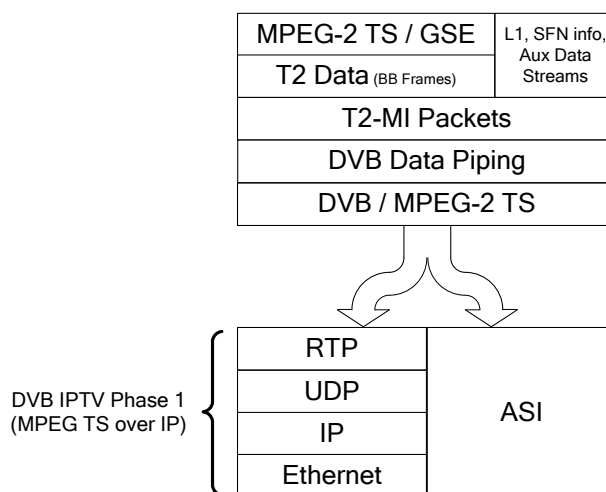 MPEG-2 TS / GSE
L1, SFN info,
Aux Data
Streams
T2 Data (BB Frames)
T2-MI Packets
DVB Data Piping
DVB / MPEG-2 TS
DVB IPTV Phase 1
(MPEG TS over IP)
RTP
UDP
IP
Ethernet
ASI